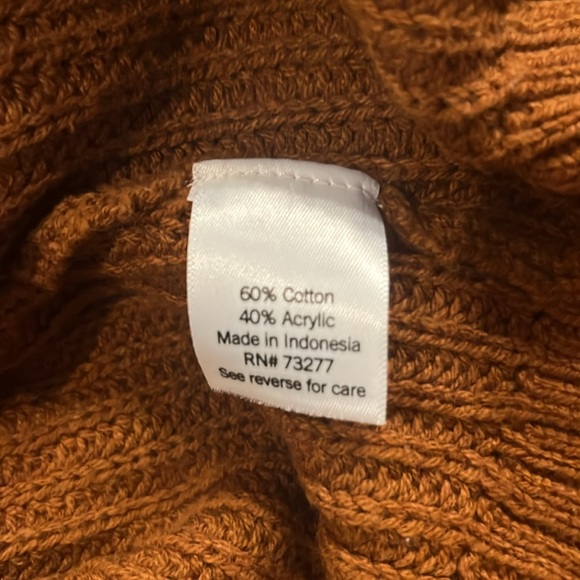 60% Cotton
40% Acrylic
Made in Indonesia
RN# 73277
See reverse for care